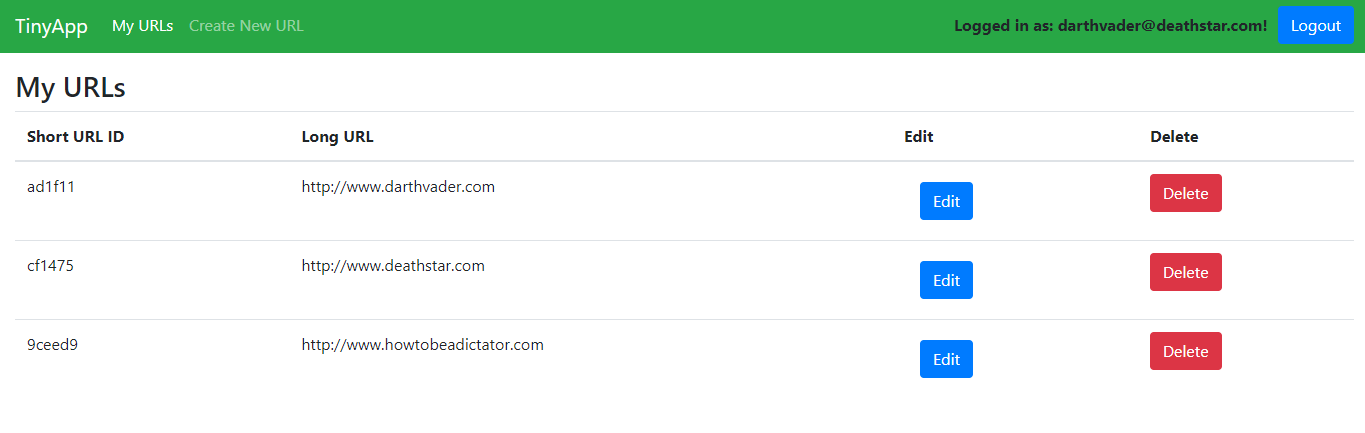 TinyApp My URLs Create New URL Logged in as: darthvader@deathstar.com! Logout
My URLs
Short URL ID Long URL Edit Delete
ad1f11 http://www.darthvader.com Edit Delete
cf1475 http://www.deathstar.com Edit Delete
9ceed9 http://www.howtobeadictator.com Edit Delete